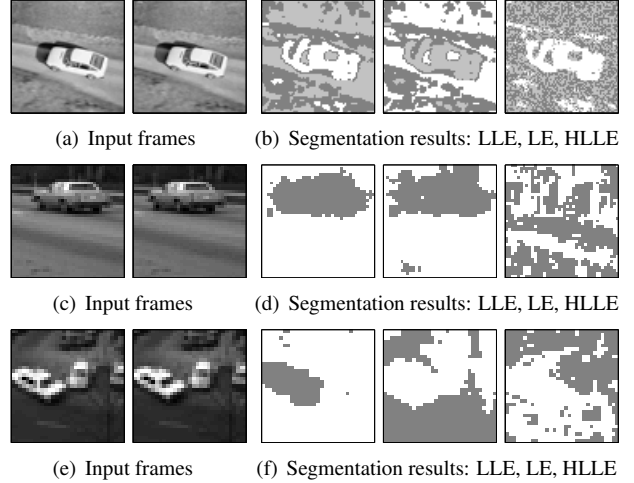 (a) Input frames
(b) Segmentation results: LLE, LE, HLLE
(c) Input frames
(d) Segmentation results: LLE, LE, HLLE
(e) Input frames
(f) Segmentation results: LLE, LE, HLLE